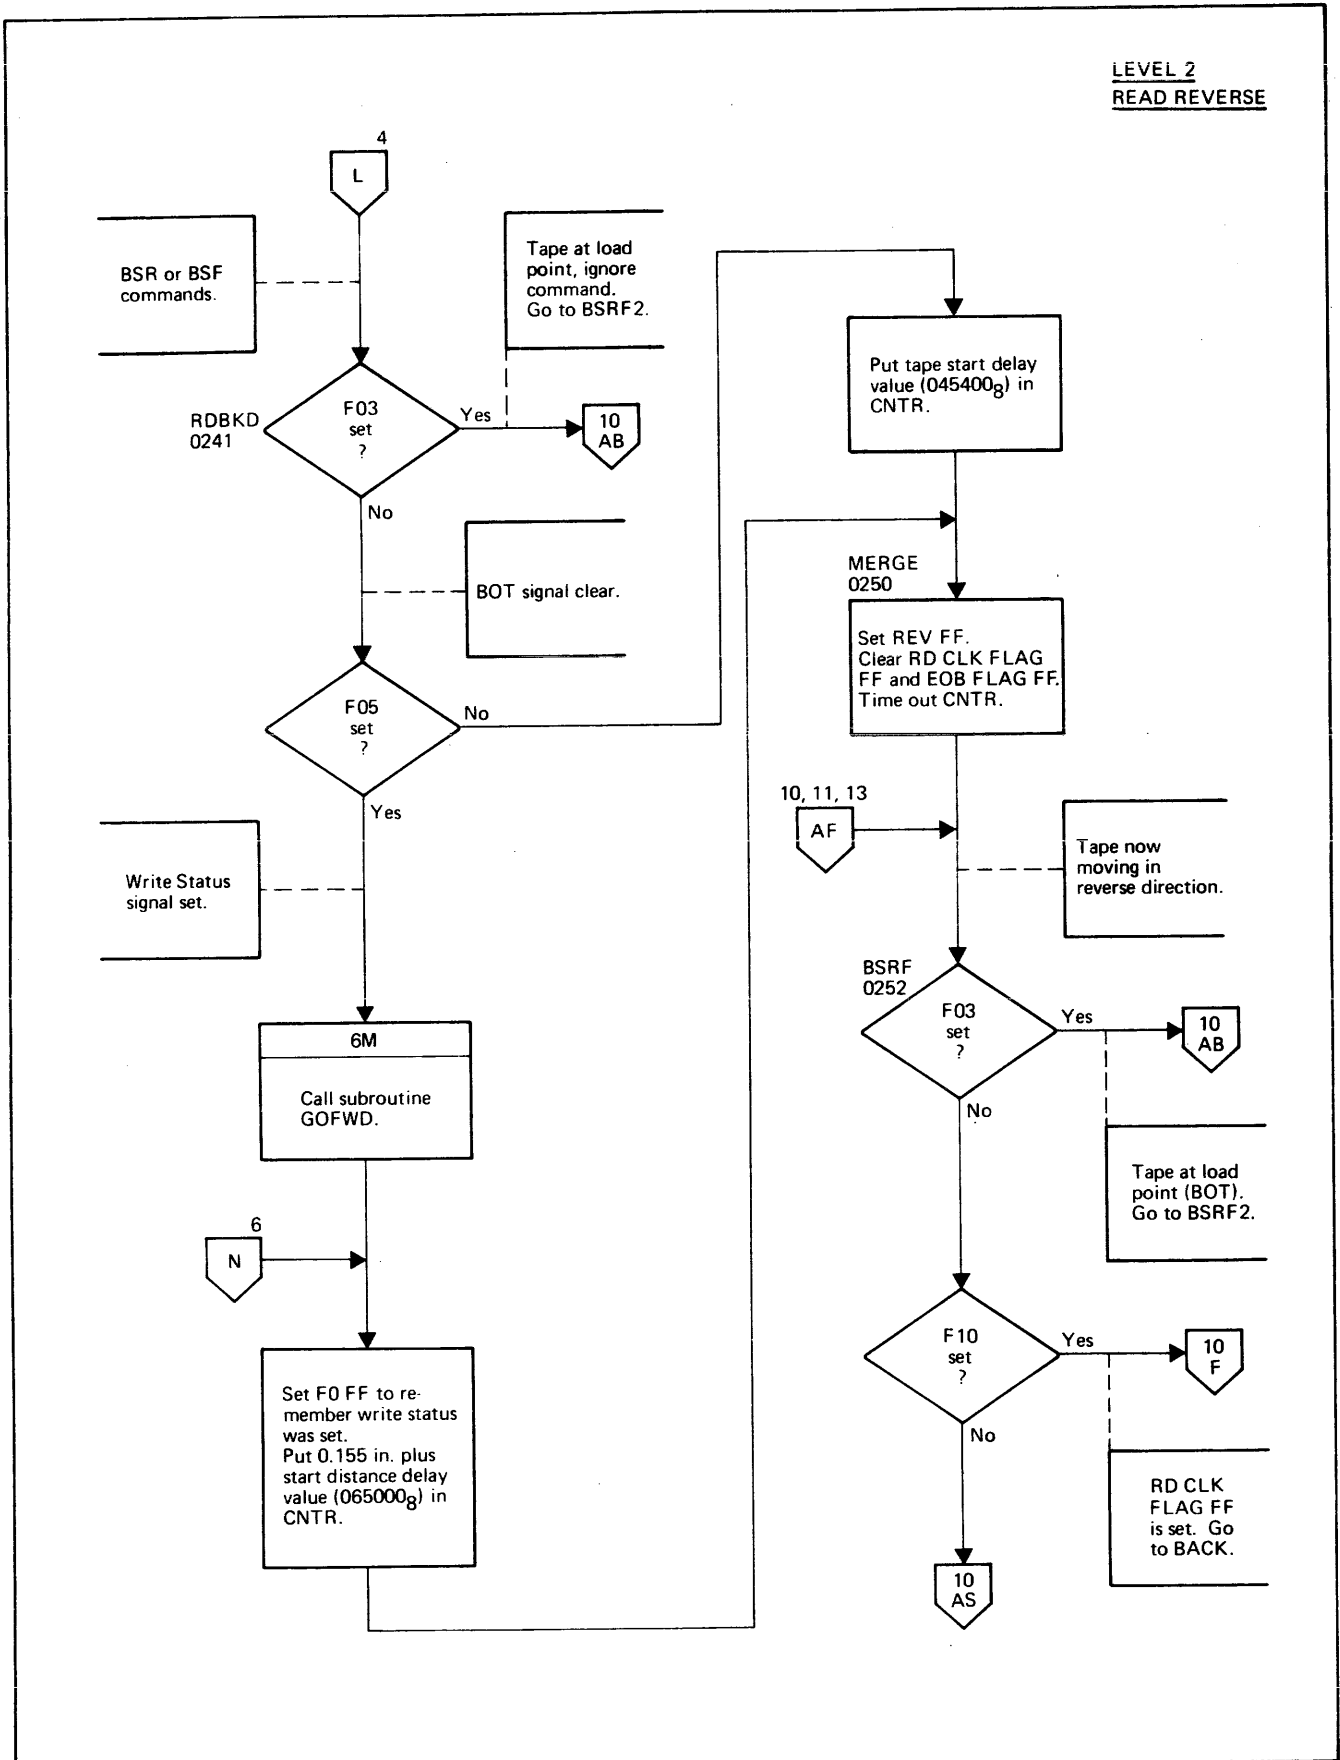 LEVEL 2
READ REVERSE
4
L
BSR or BSF
commands.
Tape at load
point, ignore
command.
Go to BSRF2.
RDBKD
0241
F03
set
?
Yes
10
AB
No
BOT signal clear.
F05
set
?
No
Yes
Write Status
signal set.
6M
Call subroutine
GOFWD.
6
N
Set F0 FF to re-
member write status
was set.
Put 0.155 in. plus
start distance delay
value (065000₈) in
CNTR.
Put tape start delay
value (045400₈) in
CNTR.
MERGE
0250
Set REV FF.
Clear RD CLK FLAG
FF and EOB FLAG FF.
Time out CNTR.
10, 11, 13
AF
Tape now
moving in
reverse direction.
BSRF
0252
F03
set
?
Yes
10
AB
No
Tape at load
point (BOT).
Go to BSRF2.
F10
set
?
Yes
10
F
No
RD CLK
FLAG FF
is set. Go
to BACK.
10
AS